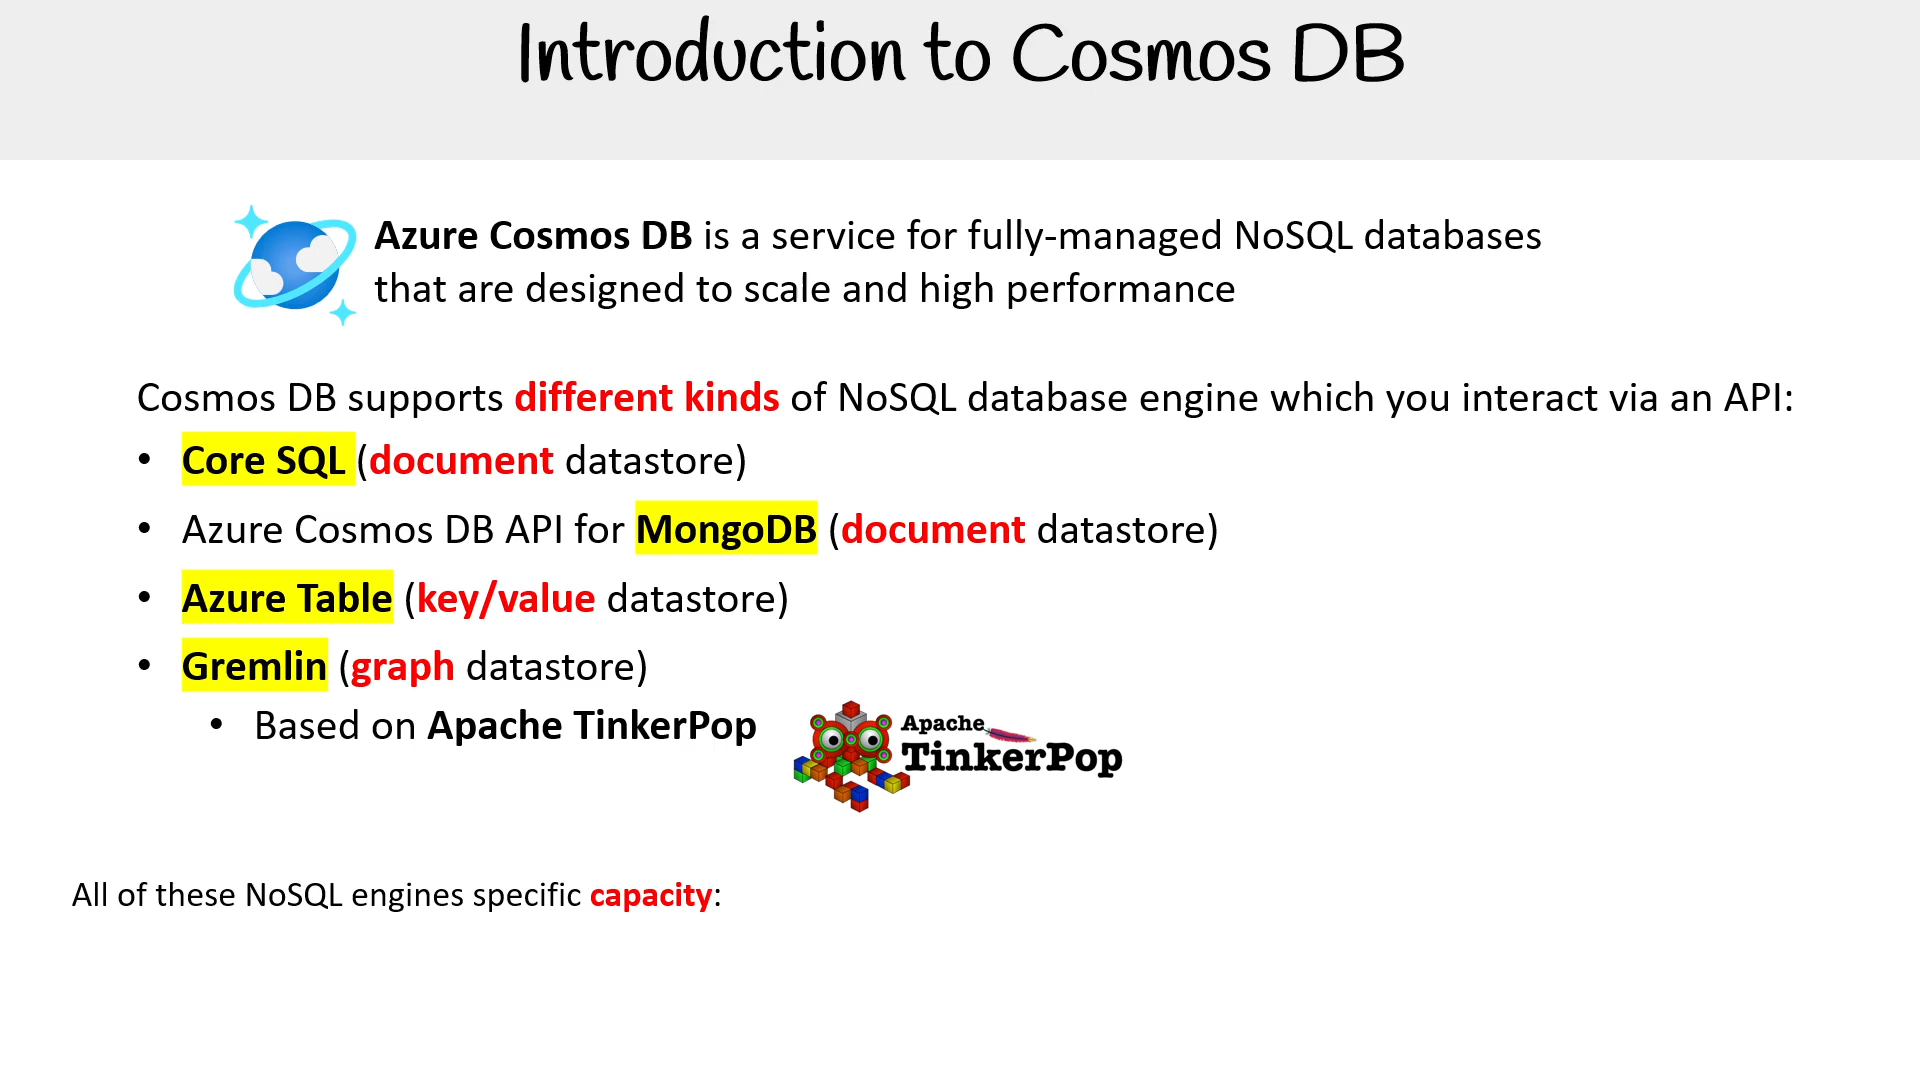 Introduction to Cosmos DB
Azure Cosmos DB is a service for fully-managed NoSQL databases
that are designed to scale and high performance
Cosmos DB supports different kinds of NoSQL database engine which you interact via an API:
• Core SQL (document datastore)
• Azure Cosmos DB API for MongoDB (document datastore)
• Azure Table (key/value datastore)
• Gremlin (graph datastore)
• Based on Apache TinkerPop
Apache
TinkerPop
All of these NoSQL engines specific capacity: